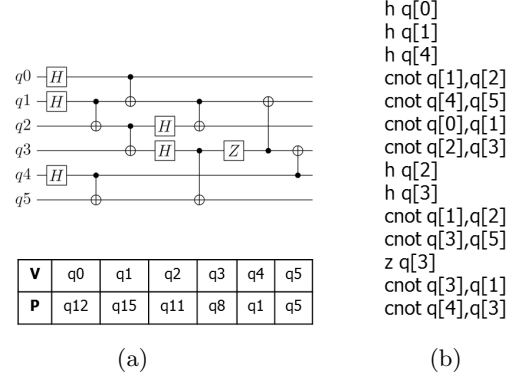 q0 H
q1 H
q2 H
q3 H Z
q4 H
q5
V q0 q1 q2 q3 q4 q5
P q12 q15 q11 q8 q1 q5
(a)
h q[0]
h q[1]
h q[4]
cnot q[1],q[2]
cnot q[4],q[5]
cnot q[0],q[1]
cnot q[2],q[3]
h q[2]
h q[3]
cnot q[1],q[2]
cnot q[3],q[5]
z q[3]
cnot q[3],q[1]
cnot q[4],q[3]
(b)